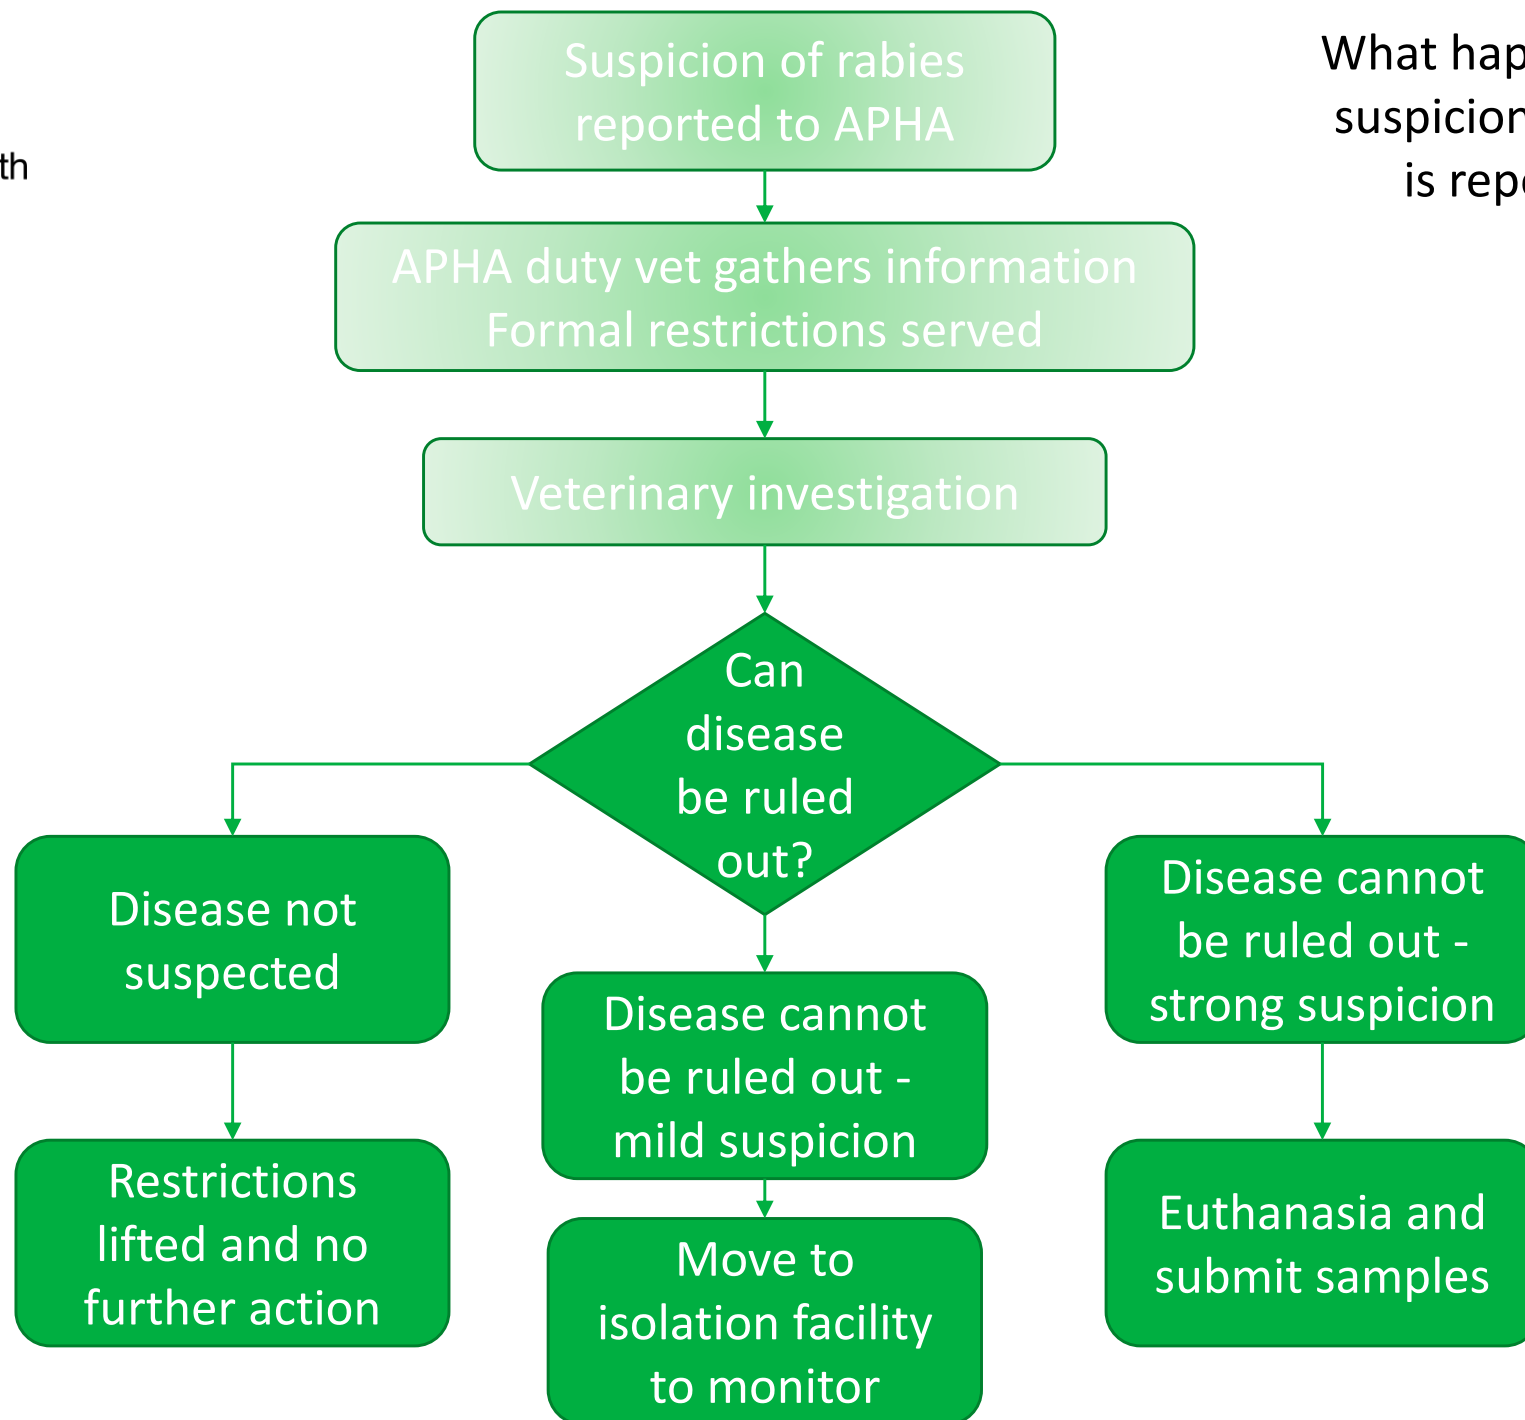 Suspicion of rabies
reported to APHA
What hap
suspicion
is rep
th
APHA duty vet gathers information
Formal restrictions served
Veterinary investigation
Can
disease
be ruled
out?
Disease not
suspected
Disease cannot
be ruled out -
mild suspicion
Disease cannot
be ruled out -
strong suspicion
Restrictions
lifted and no
further action
Move to
isolation facility
to monitor
Euthanasia and
submit samples